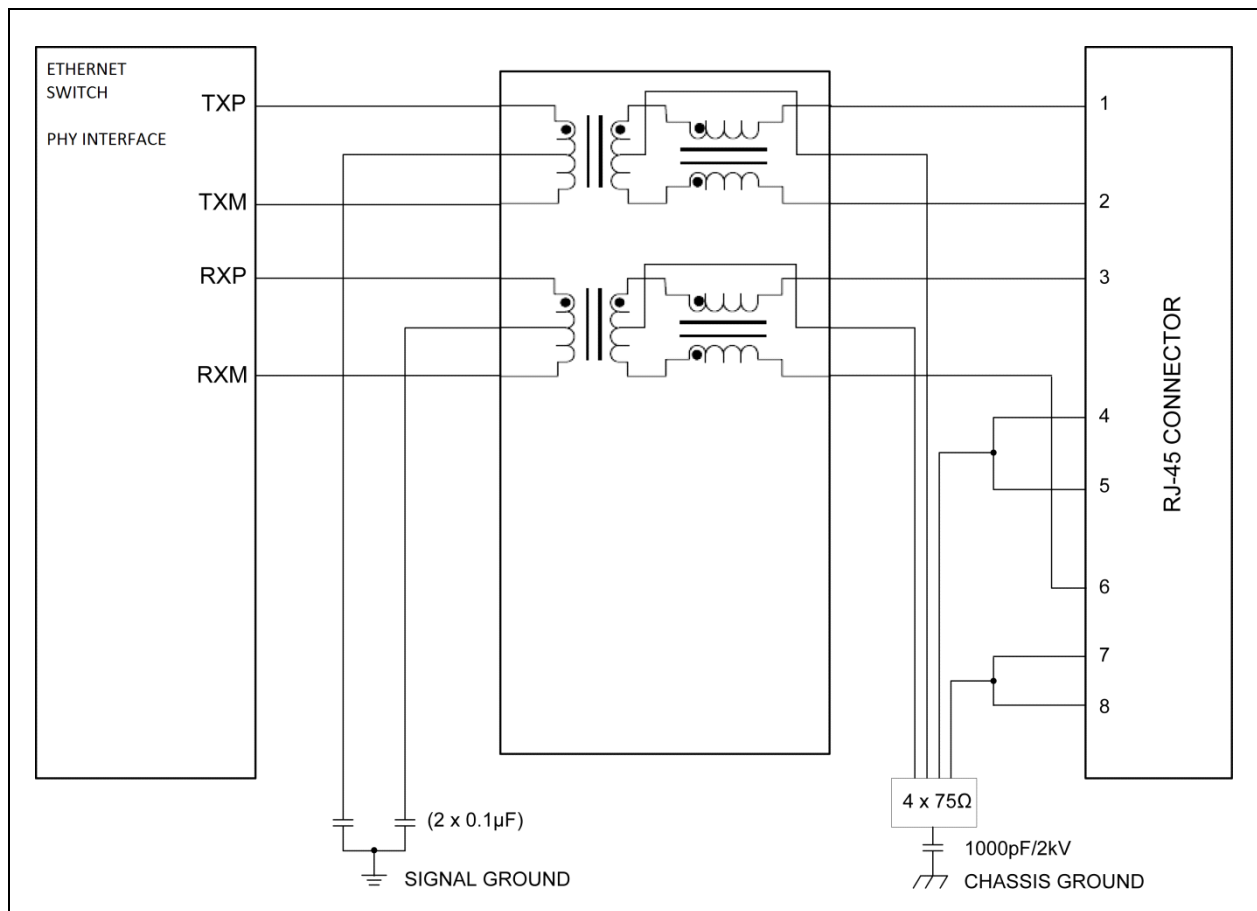 ETHERNET
SWITCH
PHY INTERFACE
TXP
TXM
RXP
RXM
1
2
3
4
5
6
7
8
RJ-45 CONNECTOR
(2 x 0.1µF)
SIGNAL GROUND
4 x 75Ω
1000pF/2kV
CHASSIS GROUND